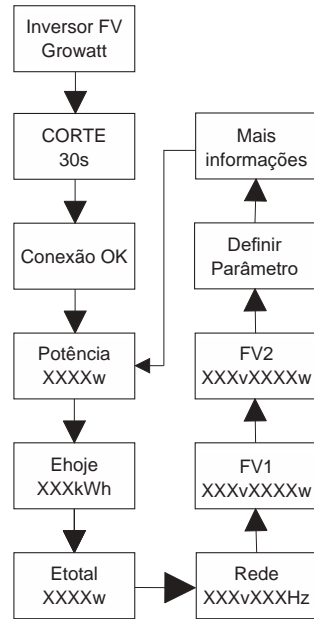 Inversor FV
Growatt
CORTE
30s
Conexão OK
Potência
XXXXw
Ehoje
XXXkWh
Etotal
XXXXw
Rede
XXXvXXXHz
FV1
XXXvXXXXw
FV2
XXXvXXXXw
Definir
Parâmetro
Mais
informações